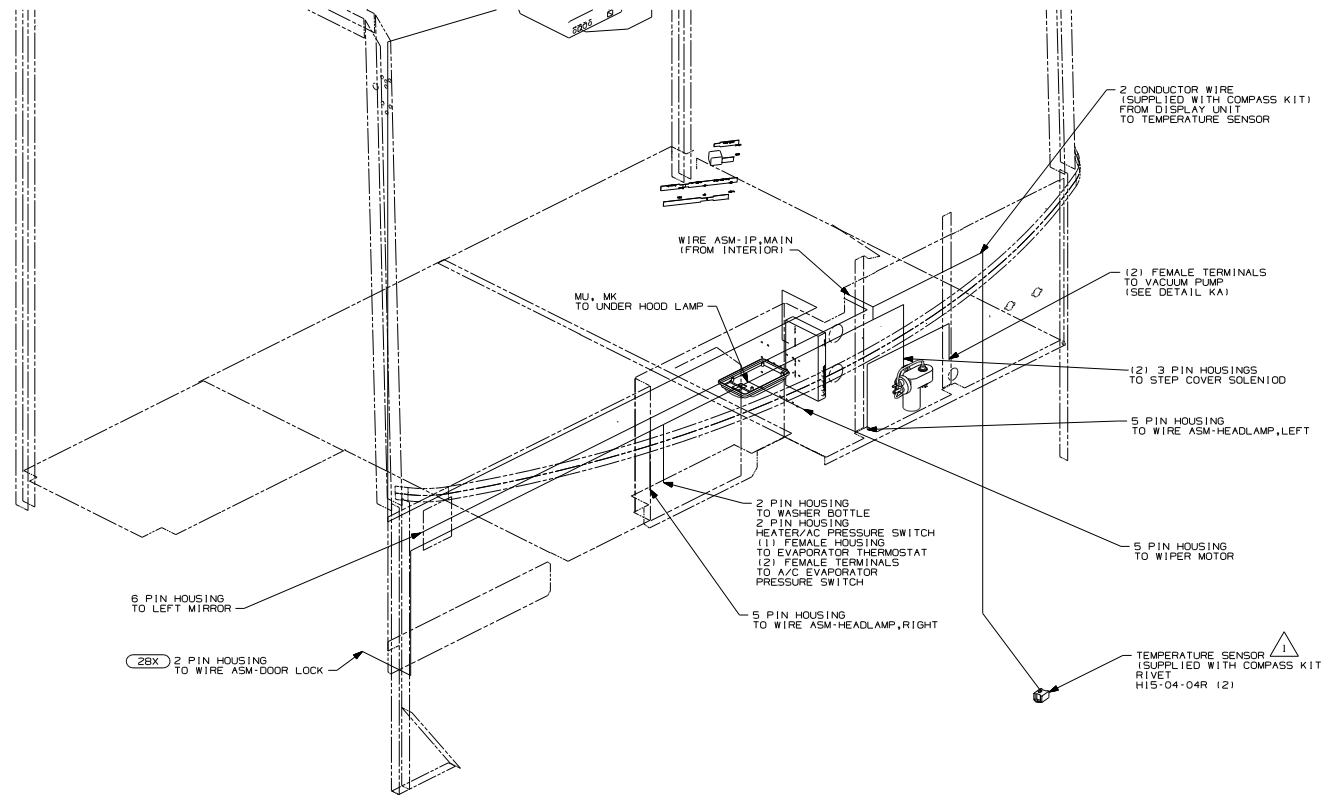 2 CONDUCTOR WIRE
(SUPPLIED WITH COMPASS KIT)
FROM DISPLAY UNIT
TO TEMPERATURE SENSOR
WIRE ASM-IP,MAIN
(FROM INTERIOR)
(2) FEMALE TERMINALS
TO VACUUM PUMP
(SEE DETAIL KA)
MU, MK
TO UNDER HOOD LAMP
(2) 3 PIN HOUSINGS
TO STEP COVER SOLENIOD
5 PIN HOUSING
TO WIRE ASM-HEADLAMP,LEFT
2 PIN HOUSING
TO WASHER BOTTLE
2 PIN HOUSING
HEATER/AC PRESSURE SWITCH
(1) FEMALE HOUSING
TO EVAPORATOR THERMOSTAT
(2) FEMALE TERMINALS
TO A/C EVAPORATOR
PRESSURE SWITCH
5 PIN HOUSING
TO WIPER MOTOR
6 PIN HOUSING
TO LEFT MIRROR
5 PIN HOUSING
TO WIRE ASM-HEADLAMP,RIGHT
28X 2 PIN HOUSING
TO WIRE ASM-DOOR LOCK
TEMPERATURE SENSOR 1
(SUPPLIED WITH COMPASS KIT
RIVET
H15-04-04R (2)